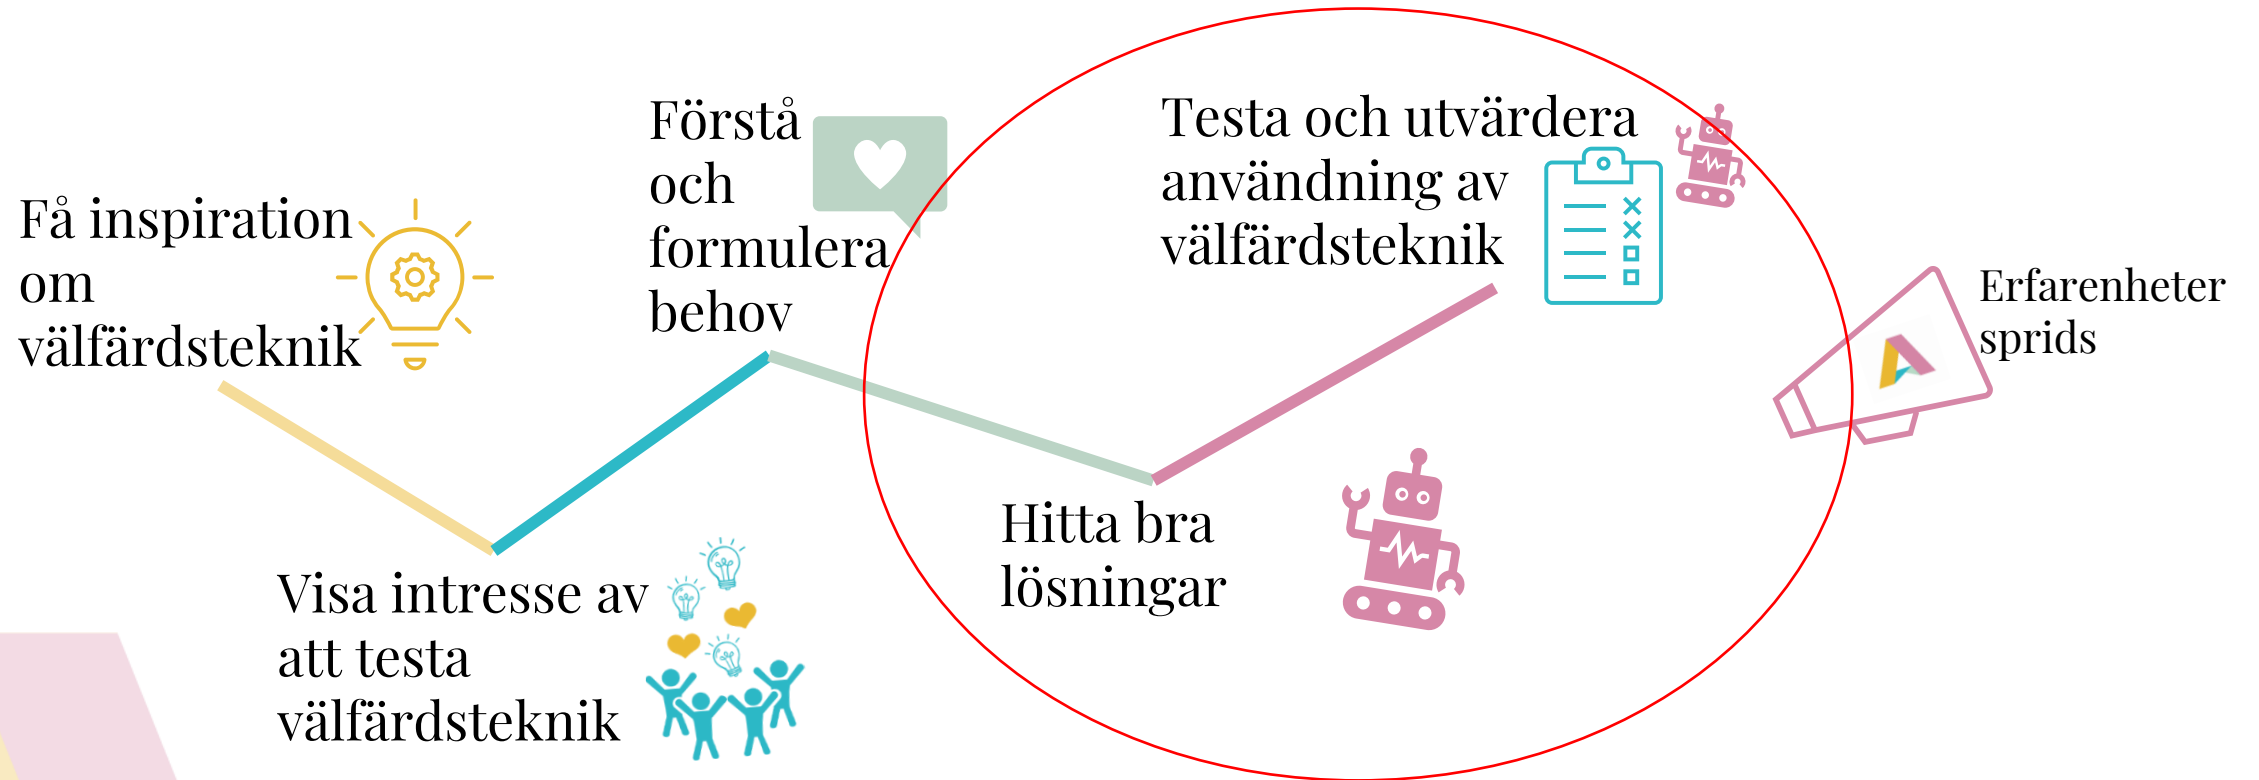 Få inspiration
om
välfärdsteknik
Visa intresse av
att testa
välfärdsteknik
Förstå
och
formulera
behov
Hitta bra
lösningar
Testa och utvärdera
användning av
välfärdsteknik
Erfarenheter
sprids